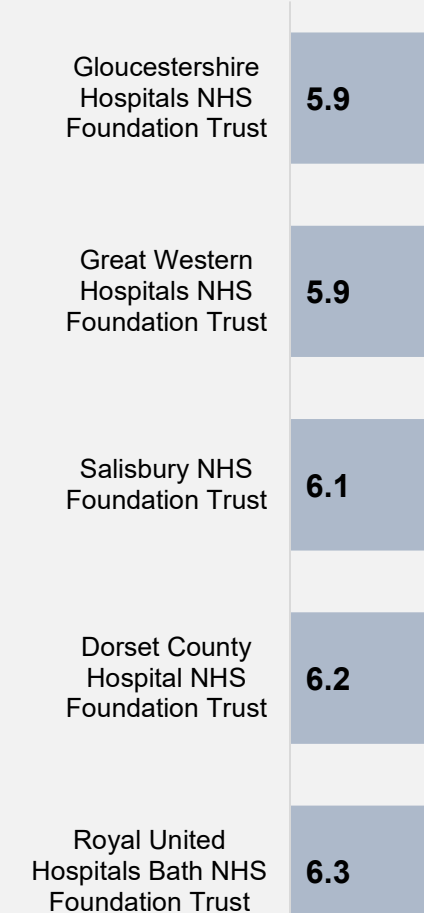 Gloucestershire
Hospitals NHS
Foundation Trust
5.9
Great Western
Hospitals NHS
Foundation Trust
5.9
Salisbury NHS
Foundation Trust
6.1
Dorset County
Hospital NHS
Foundation Trust
6.2
Royal United
Hospitals Bath NHS
Foundation Trust
6.3